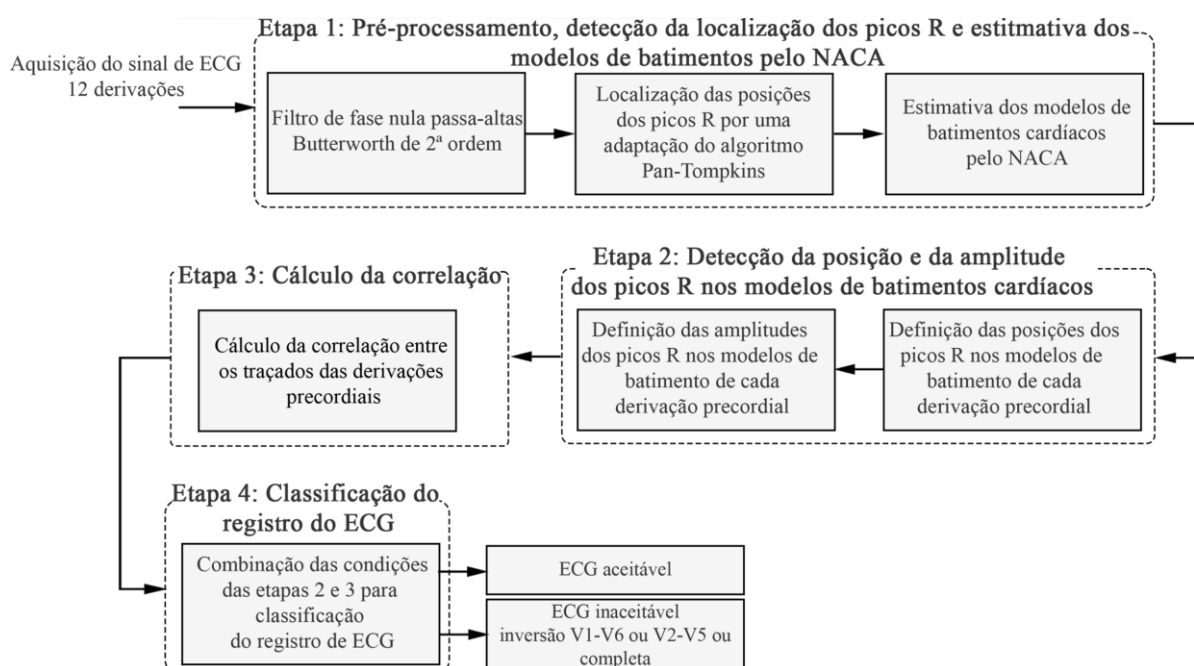 Etapa 1: Pré-processamento, detecção da localização dos picos R e estitmativa dos
modelos de batimentos pelo NACA
Aquisição do sinal de ECG
12 derivações
Filtro de fase nula passa-altas
Butterworth de 2ª ordem
Localização das posições
dos picos R por uma
adaptação do algoritmo
Pan-Tompkins
Estimativa dos modelos de
batimentos cardíacos
pelo NACA
Etapa 2: Detecção da posição e da amplitude
dos picos R nos modelos de batimentos cardíacos
Definição das posições dos
picos R nos modelos de
batimento de cada
derivação precordial
Definição das amplitudes
dos picos R nos modelos de
batimento de cada
derivação precordial
Etapa 3: Cálculo da correlação
Cálculo da correlação entre
os traçados das derivações
precordiais
Etapa 4: Classificação do
registro do ECG
Combinação das condições
das etapas 2 e 3 para
classificação
do registro de ECG
ECG aceitável
ECG inaceitável
inversão V1-V6 ou V2-V5 ou
completa